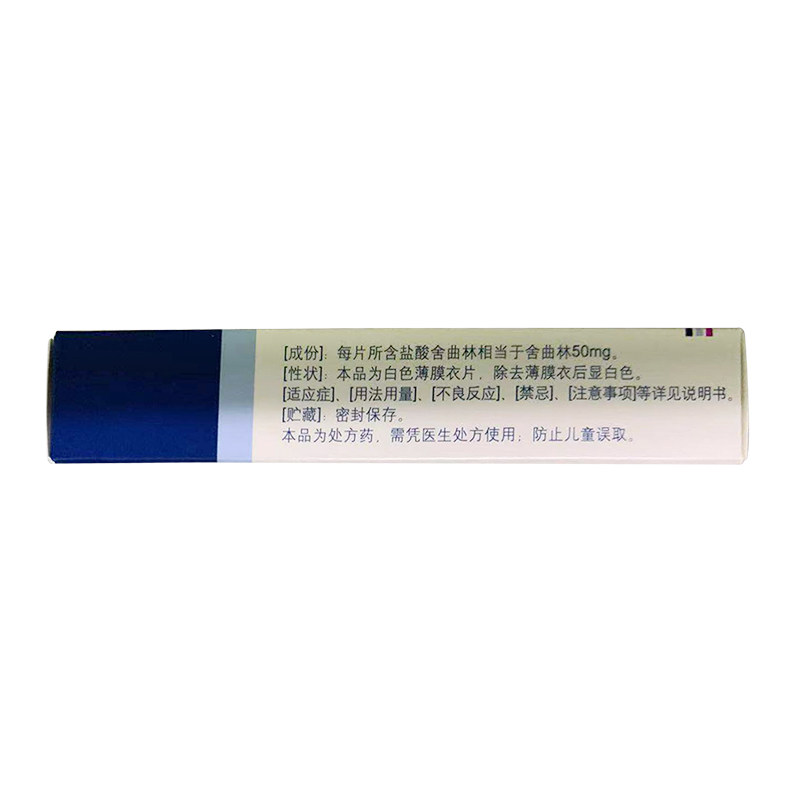 [成份]：每片所含盐酸舍曲林相当于舍曲林50mg。
[性状]：本品为白色薄膜衣片，除去薄膜衣后显白色。
[适应症]、[用法用量]、[不良反应]、[禁忌]、[注意事项]等详见说明书。
[贮藏]：密封保存。
本品为处方药，需凭医生处方使用；防止儿童误取。